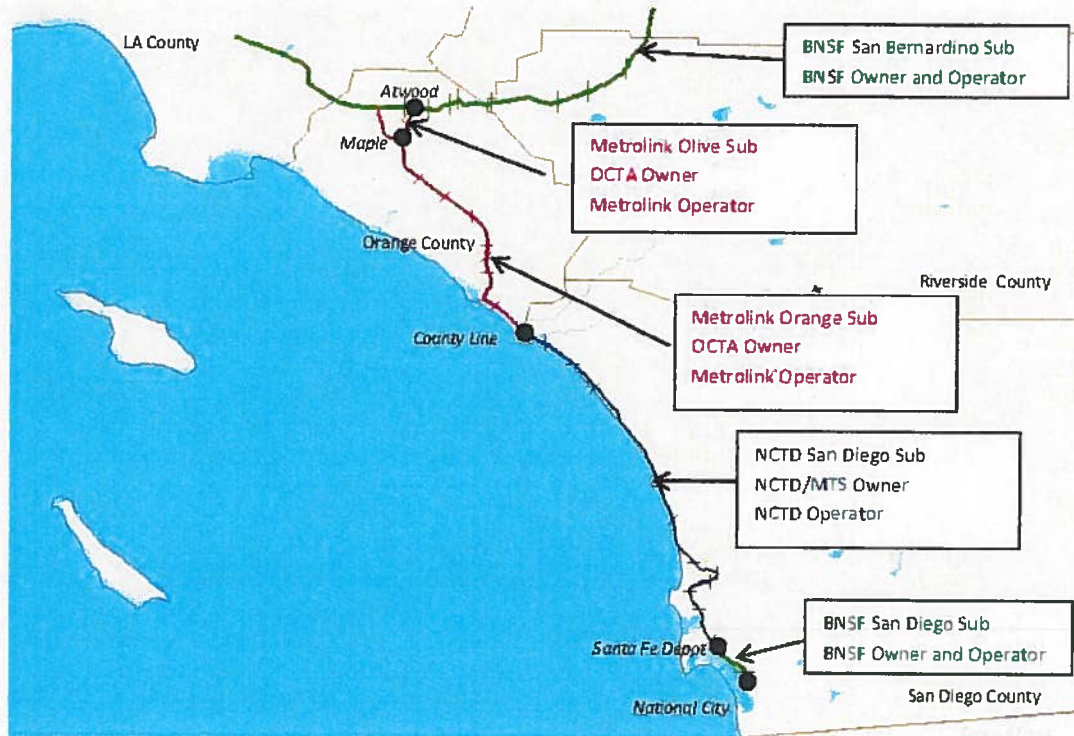 LA County
BNSF San Bernardino Sub
BNSF Owner and Operator
Atwood
Maple
Metrolink Olive Sub
OCTA Owner
Metrolink Operator
Orange County
Riverside County
Metrolink Orange Sub
OCTA Owner
Metrolink Operator
County Line
NCTD San Diego Sub
NCTD/MTS Owner
NCTD Operator
BNSF San Diego Sub
BNSF Owner and Operator
Santa Fe Depot
San Diego County
National City